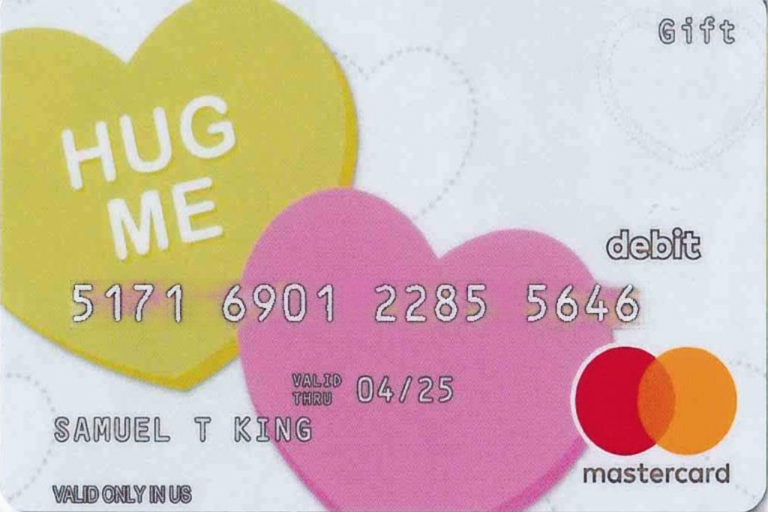 Gift
HUG
ME
debit
5171 6901 2285 5646
VALID
THRU 04/25
SAMUEL T KING
mastercard
VALID ONLY IN US